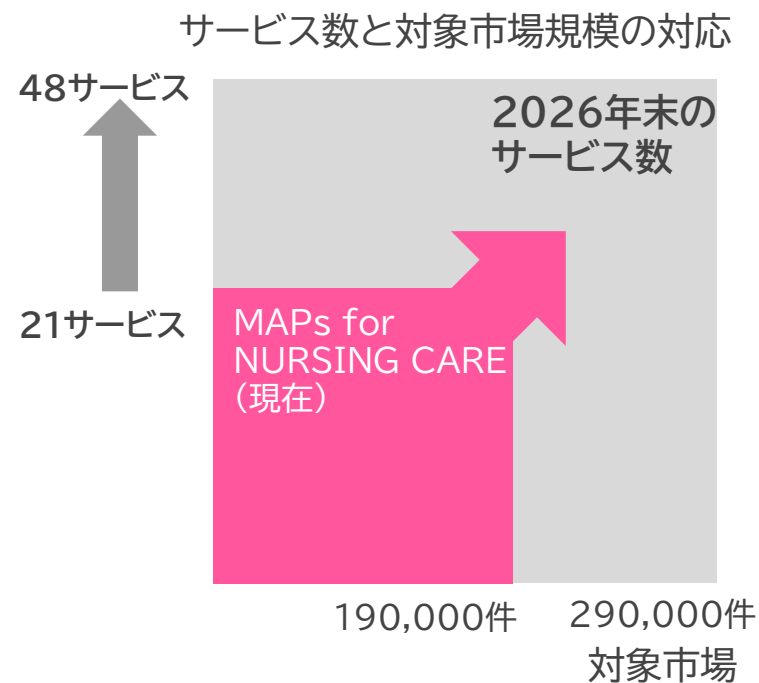 サービス数と対象市場規模の対応
48サービス
2026年末の
サービス数
21サービス
MAPs for
NURSING CARE
（現在）
190,000件
290,000件
対象市場